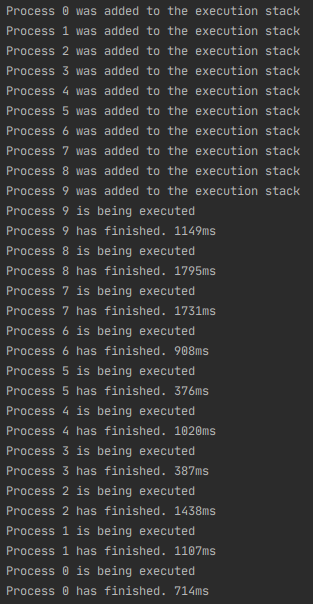 Process 0 was added to the execution stack
Process 1 was added to the execution stack
Process 2 was added to the execution stack
Process 3 was added to the execution stack
Process 4 was added to the execution stack
Process 5 was added to the execution stack
Process 6 was added to the execution stack
Process 7 was added to the execution stack
Process 8 was added to the execution stack
Process 9 was added to the execution stack
Process 9 is being executed
Process 9 has finished. 1149ms
Process 8 is being executed
Process 8 has finished. 1795ms
Process 7 is being executed
Process 7 has finished. 1731ms
Process 6 is being executed
Process 6 has finished. 908ms
Process 5 is being executed
Process 5 has finished. 376ms
Process 4 is being executed
Process 4 has finished. 1020ms
Process 3 is being executed
Process 3 has finished. 387ms
Process 2 is being executed
Process 2 has finished. 1438ms
Process 1 is being executed
Process 1 has finished. 1107ms
Process 0 is being executed
Process 0 has finished. 714ms